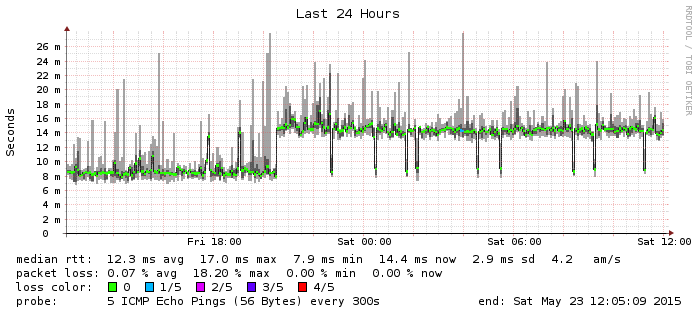 Last 24 Hours
RRDTOOL / TOBI OETIKER
Seconds
26 m
24 m
22 m
20 m
18 m
16 m
14 m
12 m
10 m
8 m
6 m
4 m
2 m
0
Fri 18:00 Sat 00:00 Sat 06:00 Sat 12:00
median rtt: 12.3 ms avg 17.0 ms max 7.9 ms min 14.4 ms now 2.9 ms sd 4.2 am/s
packet loss: 0.07 % avg 18.20 % max 0.00 % min 0.00 % now
loss color: 0 1/5 2/5 3/5 4/5
probe: 5 ICMP Echo Pings (56 Bytes) every 300s end: Sat May 23 12:05:09 2015